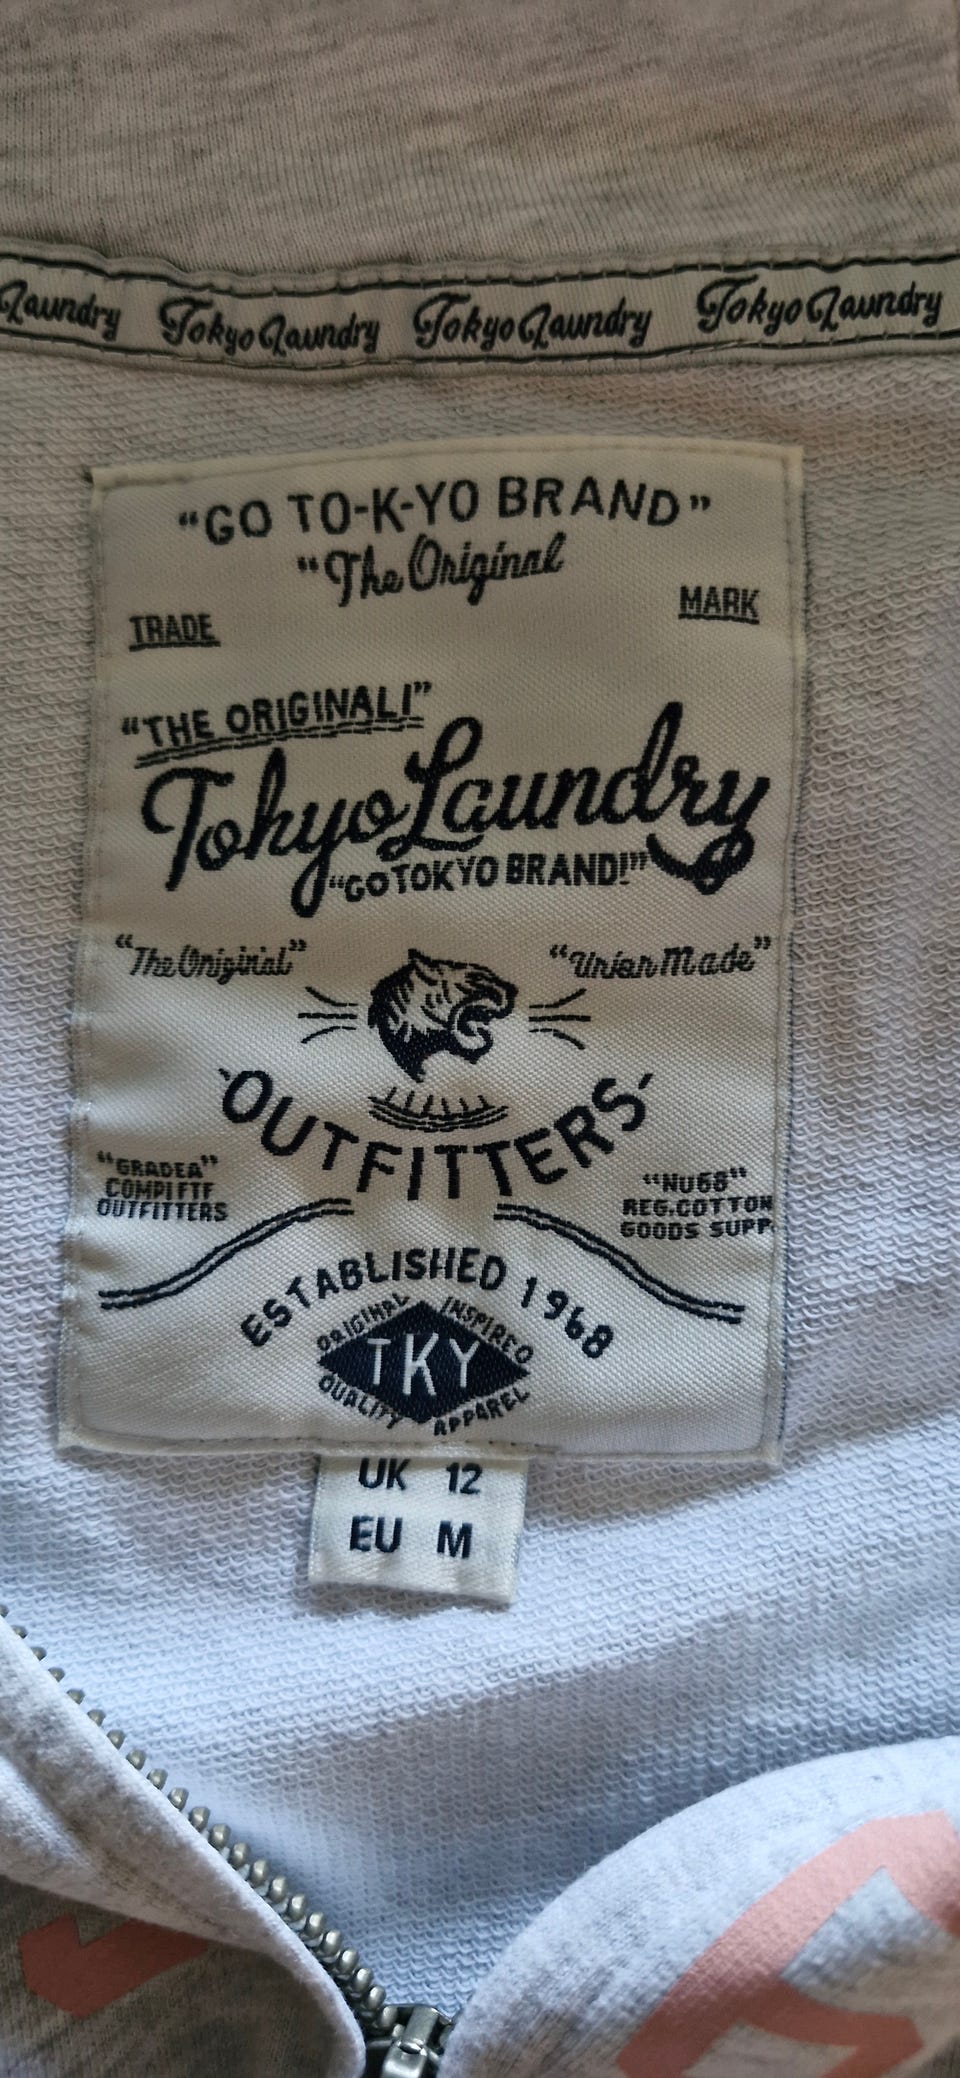 Laundry Tokyo Laundry Tokyo Laundry Tokyo Laundry
"GO TO-K-YO BRAND"
"The Original
TRADE MARK
"THE ORIGINALI"
Tokyo Laundry
"GO TOKYO BRAND!"
"The Original" "Union Made"
'OUTFITTERS'
"GRADEA"
COMPIFTF
OUTFITTERS
"NU68"
REG.COTTON
GOODS SUPP.
ESTABLISHED 1968
ORIGINAL INSPIRED
TKY
QUALITY APPAREL
UK 12
EU M